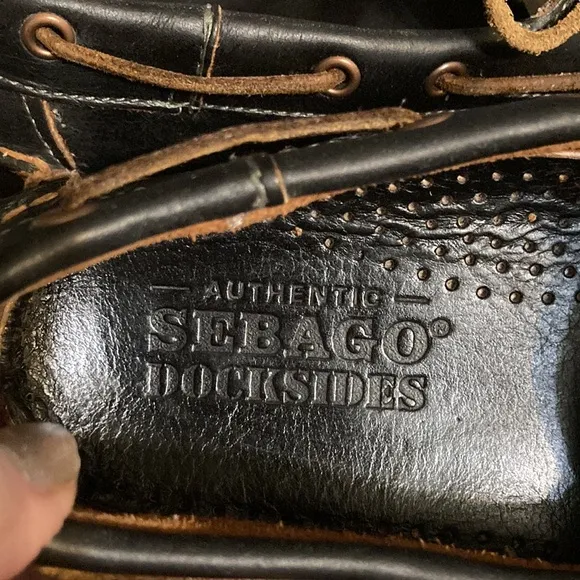 — AUTHENTIC —
SEBAGO®
DOCKSIDES